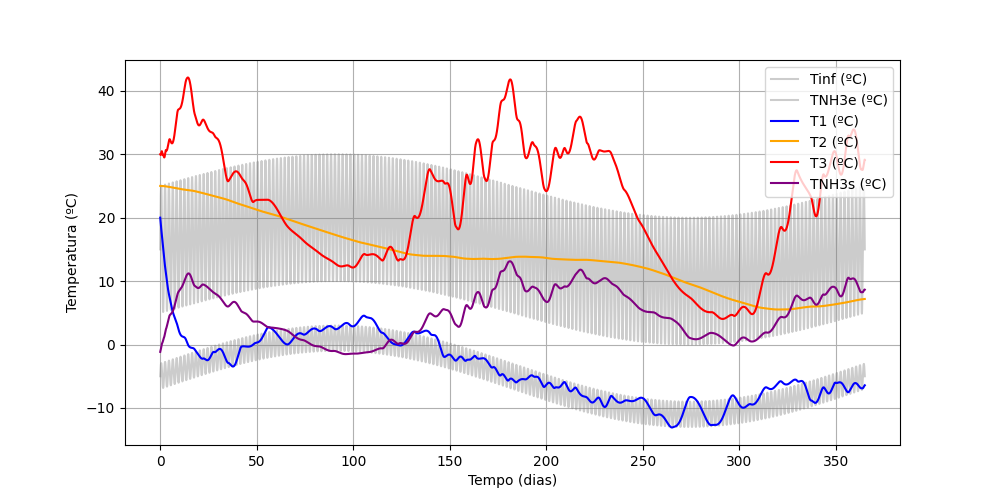 Tinf (ºC)
TNH3e (ºC)
T1 (ºC)
T2 (ºC)
T3 (ºC)
TNH3s (ºC)
Temperatura (ºC)
40
30
20
10
0
−10
0 50 100 150 200 250 300 350
Tempo (dias)